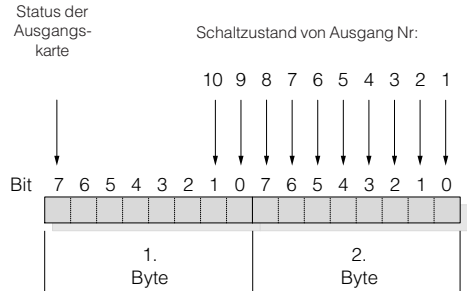 Status der
Ausgangs-
karte
Schaltzustand von Ausgang Nr:
10 9 8 7 6 5 4 3 2 1
Bit 7 6 5 4 3 2 1 0 7 6 5 4 3 2 1 0
1. 2.
Byte Byte